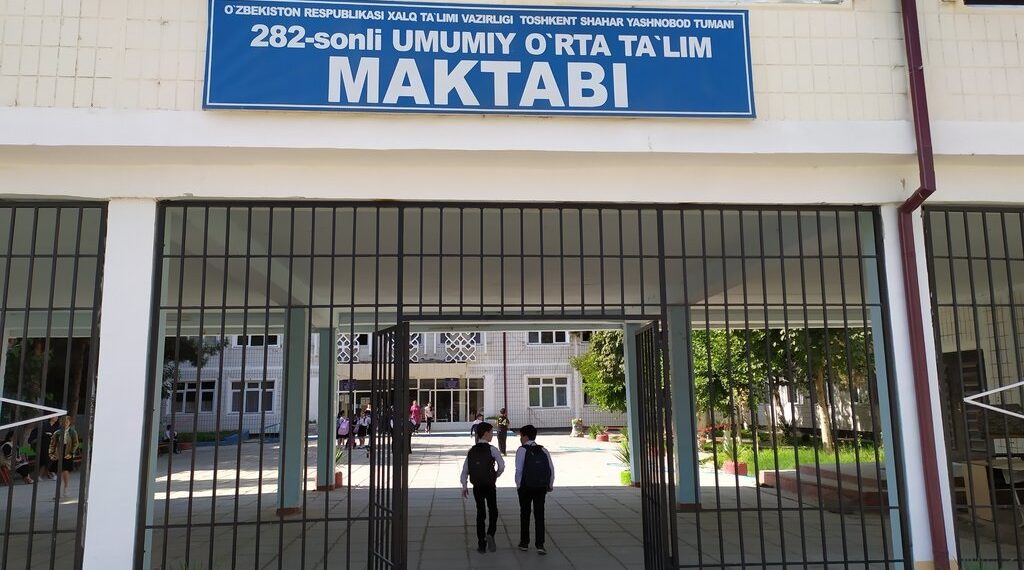 O`ZBEKISTON RESPUBLIKASI XALQ TA`LIMI VAZIRLIGI TOSHKENT SHAHAR YASHNOBOD TUMANI
282-sonli UMUMIY O`RTA TA`LIM
MAKTABI